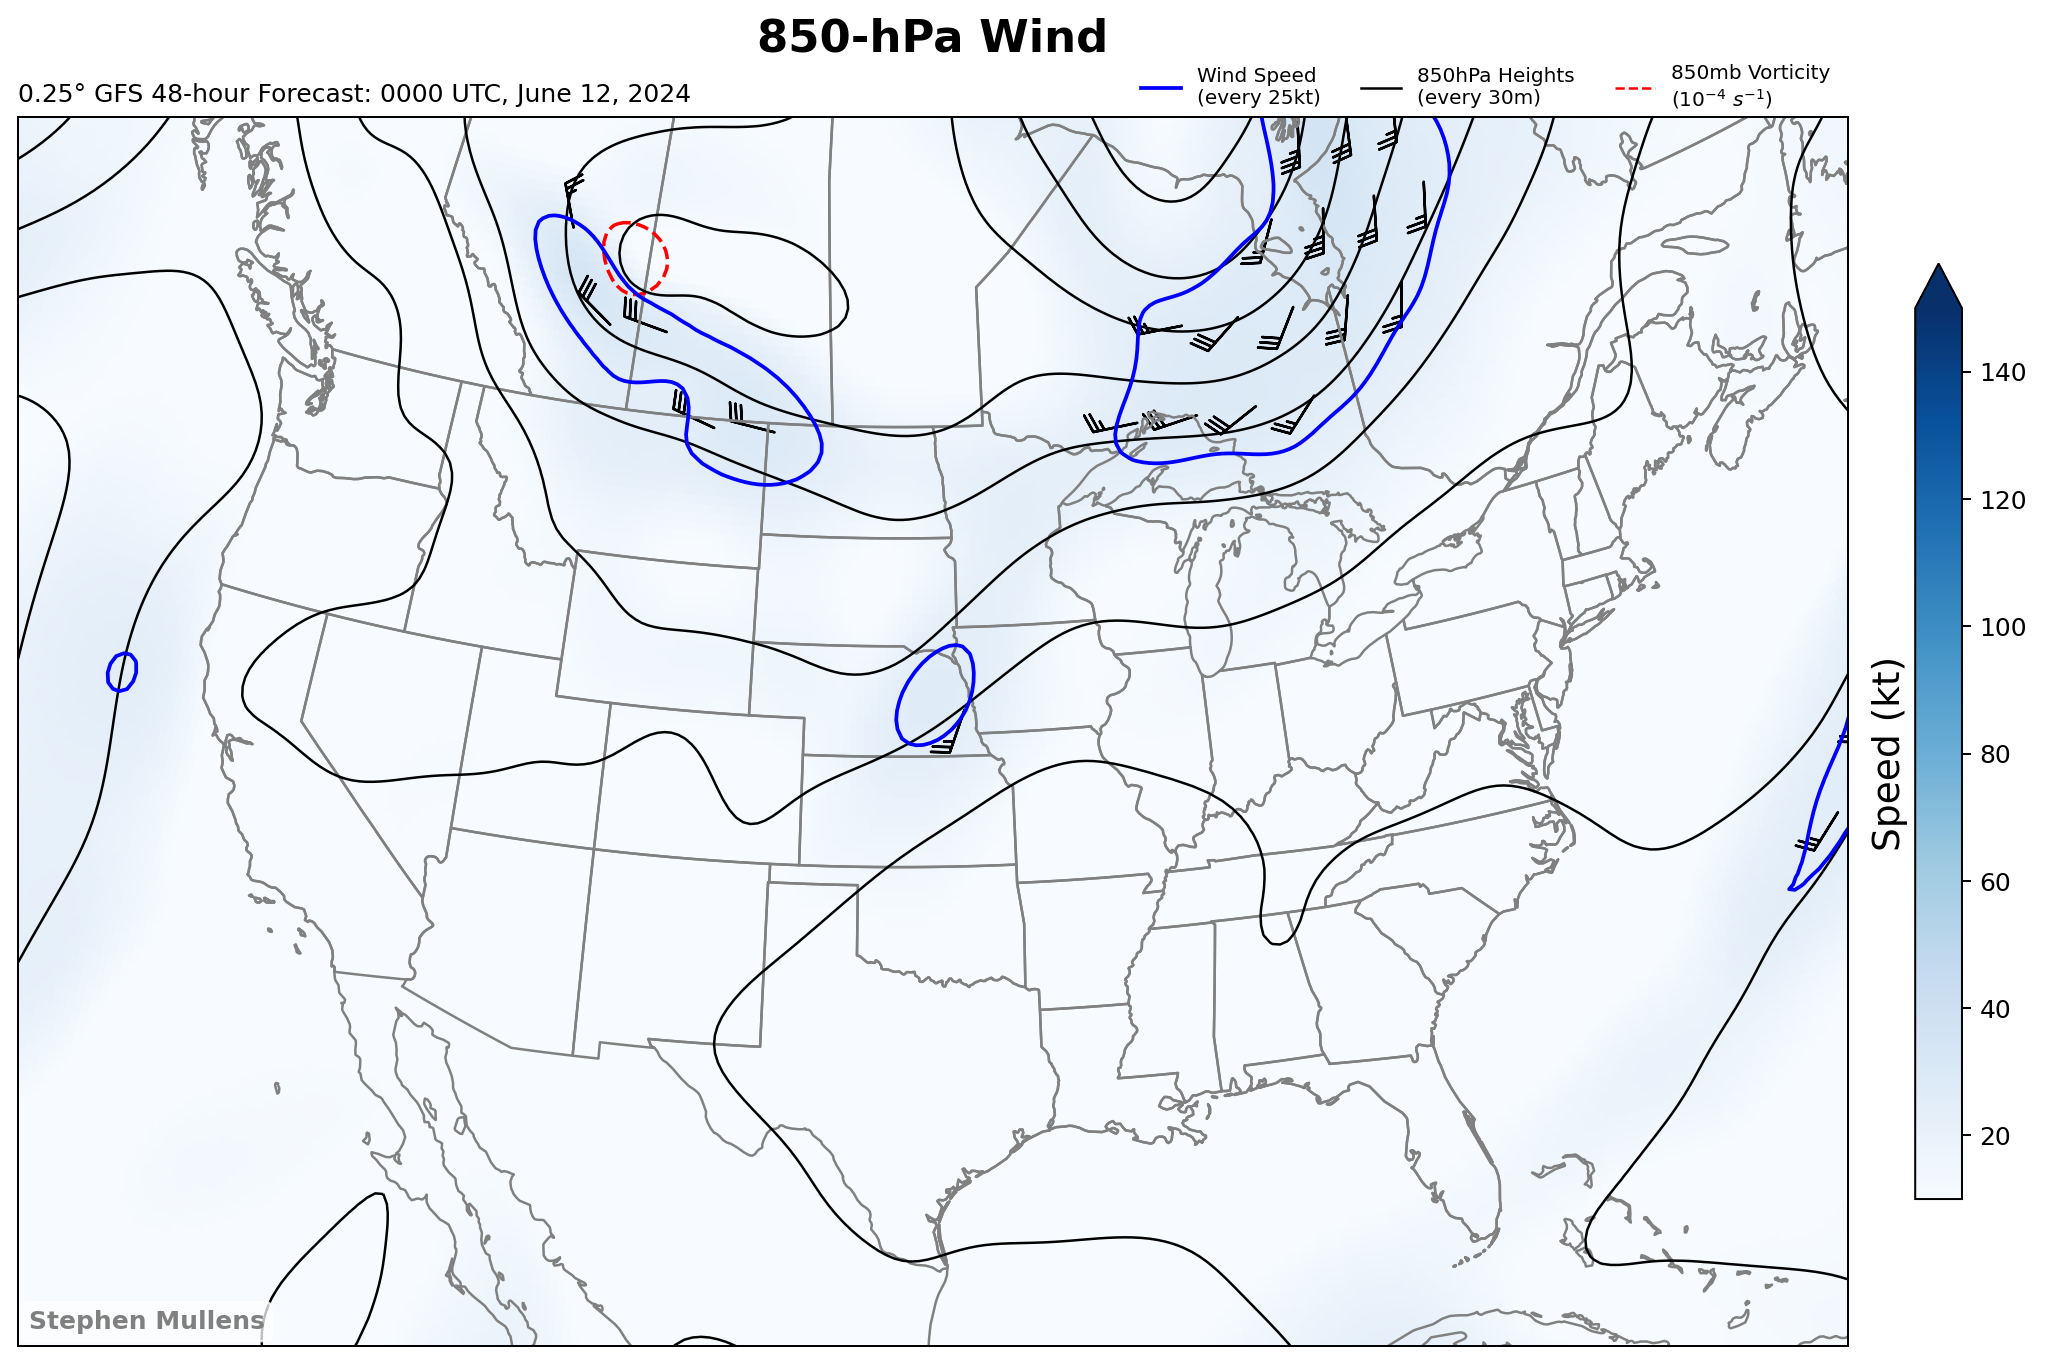 850-hPa Wind
0.25° GFS 48-hour Forecast: 0000 UTC, June 12, 2024
Wind Speed
(every 25kt)
850hPa Heights
(every 30m)
850mb Vorticity
(10⁻⁴ s⁻¹)
140
120
100
80
60
40
20
Speed (kt)
Stephen Mullens